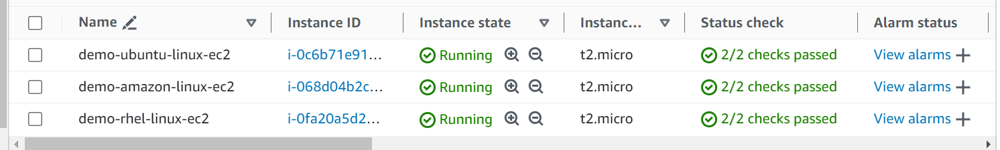 Name Instance ID Instance state Instanc... Status check Alarm status
demo-ubuntu-linux-ec2 i-0c6b71e91... Running t2.micro 2/2 checks passed View alarms
demo-amazon-linux-ec2 i-068d04b2c... Running t2.micro 2/2 checks passed View alarms
demo-rhel-linux-ec2 i-0fa20a5d2... Running t2.micro 2/2 checks passed View alarms